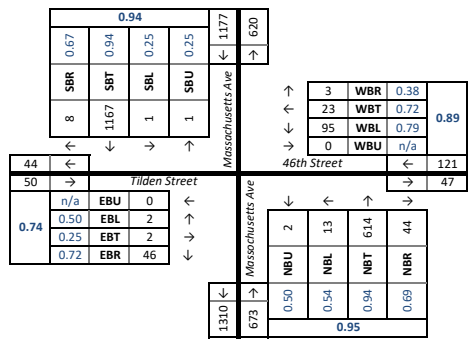 0.94
0.67 0.94 0.25 0.25
SBR SBT SBL SBU
8 1167 1 1
← ↓ → ↑
1177 620
↓ ↑
Massachusetts Ave
↑ 3 WBR 0.38
← 23 WBT 0.72
↓ 95 WBL 0.79
→ 0 WBU n/a
0.89
46th Street ← 121
→ 47
44 ←
50 → Tilden Street
0.74
n/a EBU 0 ←
0.50 EBL 2 ↑
0.25 EBT 2 →
0.72 EBR 46 ↓
Massachusetts Ave
↓ ↑
1310 673
↓ ← ↑ →
2 13 614 44
NBU NBL NBT NBR
0.50 0.54 0.94 0.69
0.95